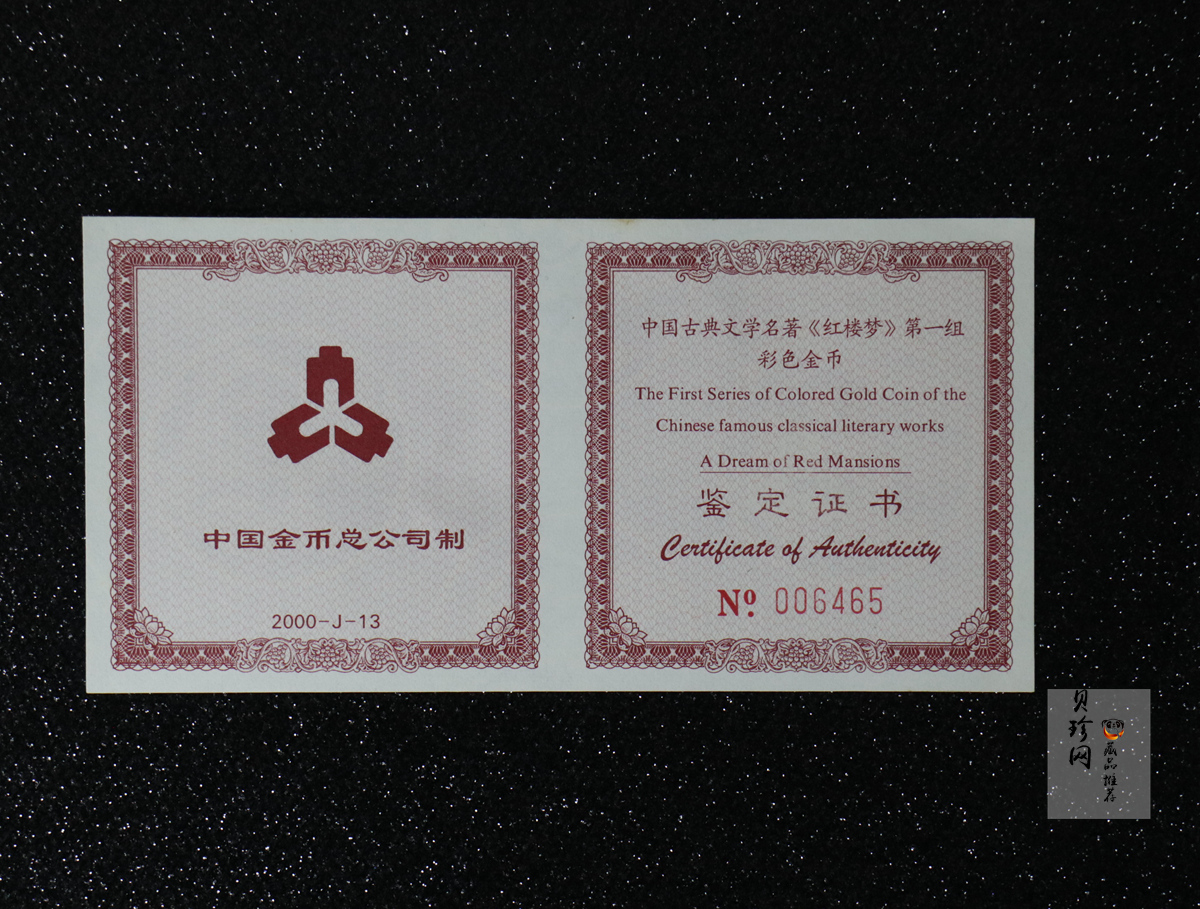 中国金币总公司制
2000-J-13
中国古典文学名著《红楼梦》第一组
彩色金币
The First Series of Colored Gold Coin of the
Chinese famous classical literary works
A Dream of Red Mansions
鉴定证书
Certificate of Authenticity
Nº 006465
贝珍网
藏品推荐